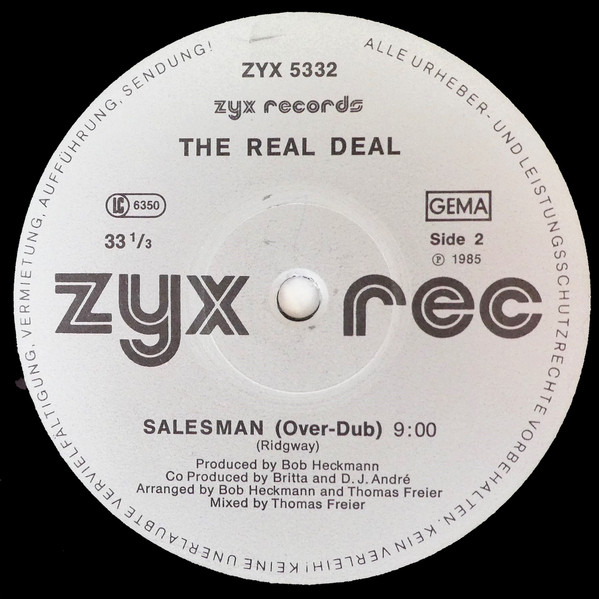 ZYX 5332
zyx records
THE REAL DEAL
LC 6350
GEMA
33 1/3
Side 2
℗ 1985
zyx rec
SALESMAN (Over-Dub) 9:00
(Ridgway)
Produced by Bob Heckmann
Co Produced by Britta and D. J. André
Arranged by Bob Heckmann and Thomas Freier
Mixed by Thomas Freier
ALLE URHEBER- UND LEISTUNGSSCHUTZRECHTE VORBEHALTEN. KEIN VERLEIH! KEINE UNERLAUBTE VERVIELFÄLTIGUNG, VERMIETUNG, AUFFÜHRUNG, SENDUNG!